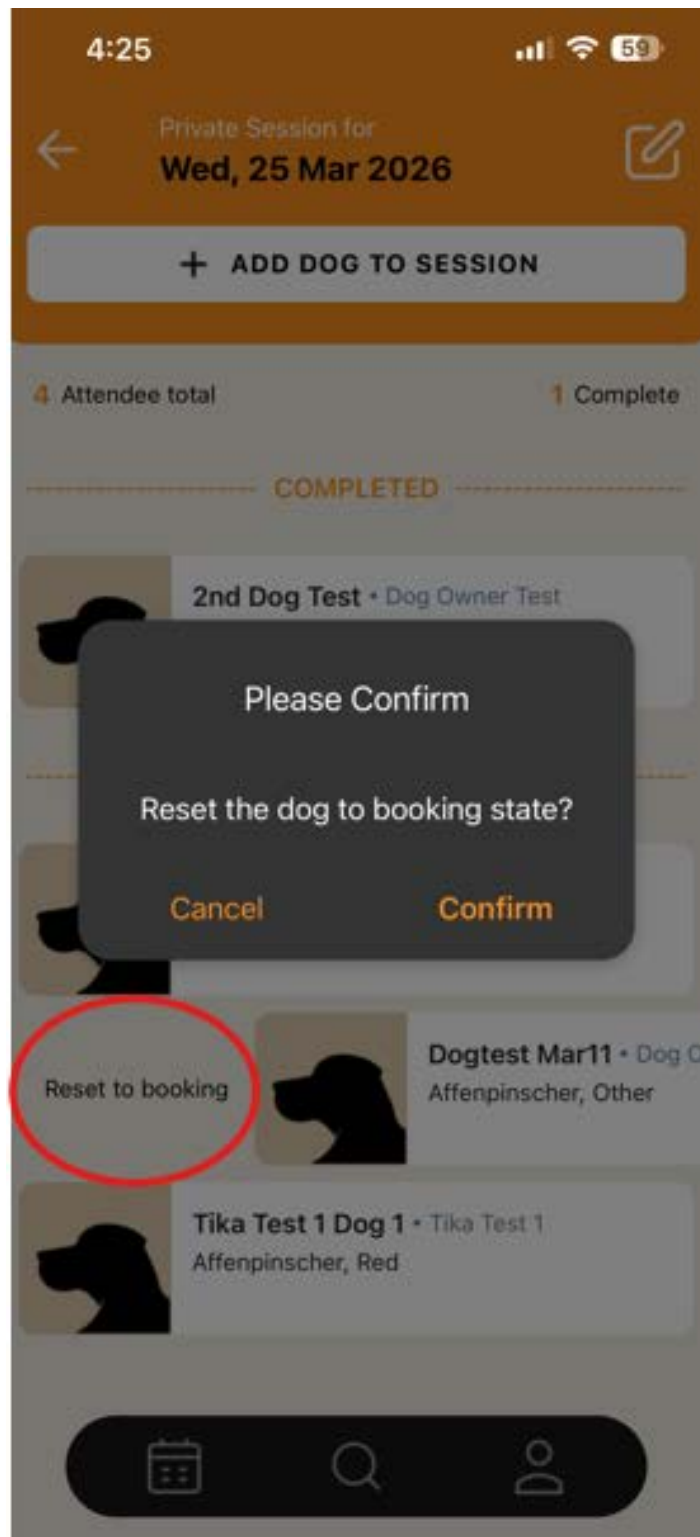 4:25
59
Private Session for
Wed, 25 Mar 2026
+ ADD DOG TO SESSION
4 Attendee total
1 Complete
COMPLETED
2nd Dog Test • Dog Owner Test
Please Confirm
Reset the dog to booking state?
Cancel
Confirm
Reset to booking
Dogtest Mar11 • Dog
Affenpinscher, Other
Tika Test 1 Dog 1 • Tika Test 1
Affenpinscher, Red